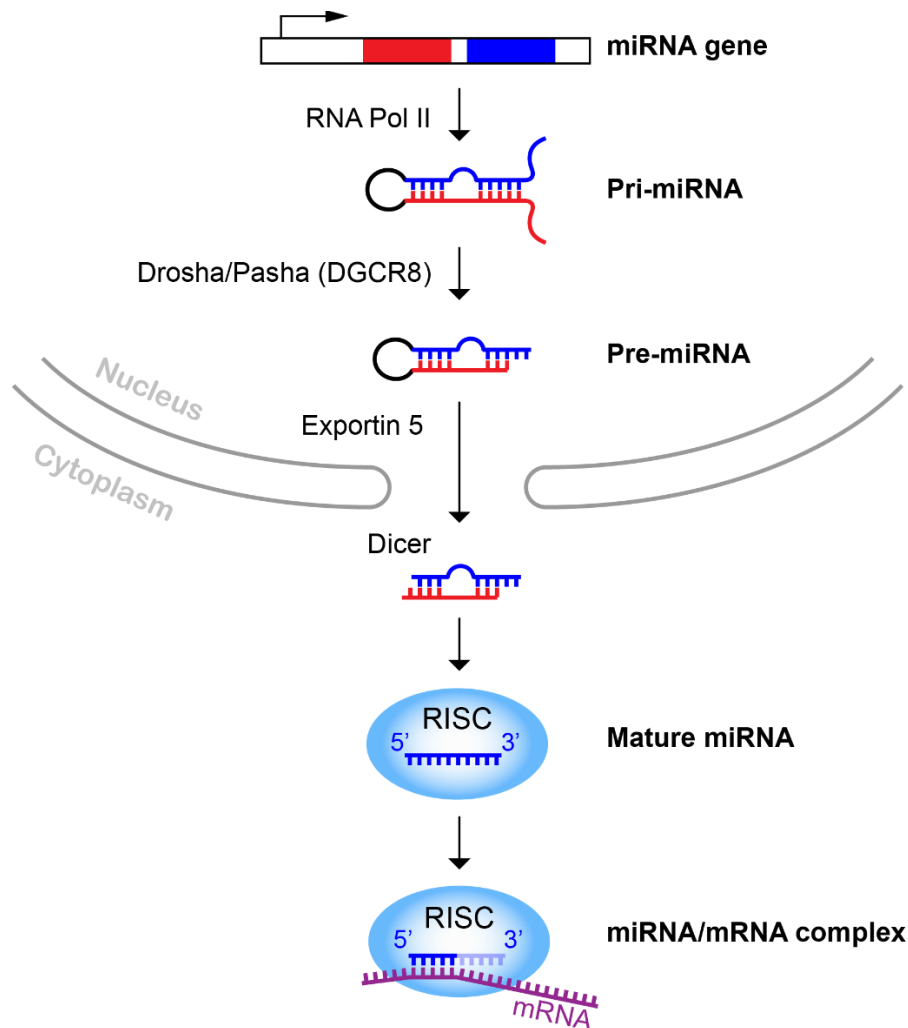 miRNA gene
RNA Pol II
Pri-miRNA
Drosha/Pasha (DGCR8)
Pre-miRNA
Nucleus
Exportin 5
Cytoplasm
Dicer
RISC
5’ 3’
Mature miRNA
RISC
5’ 3’
miRNA/mRNA complex
mRNA